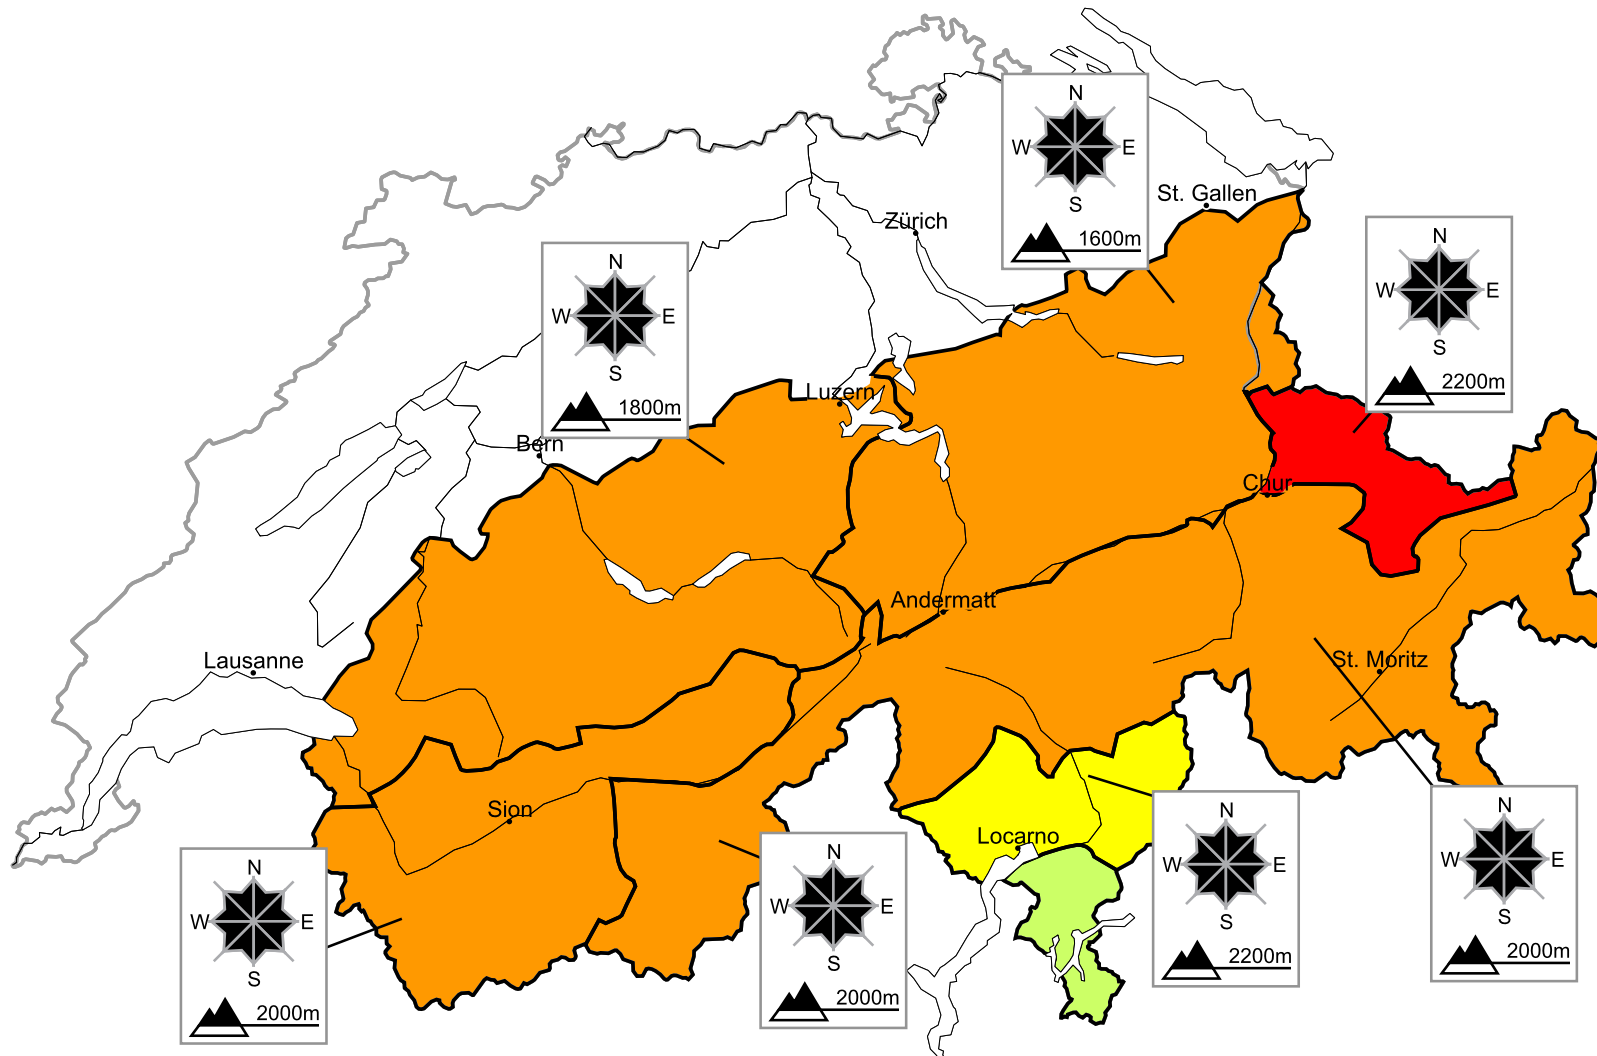 N
W E
S
1600m
St. Gallen
Zürich
N
W E
S
2200m
N
W E
S
1800m
Luzern
Bern
Chur
Andermatt
Lausanne
St. Moritz
Sion
Locarno
N
W E
S
2000m
N
W E
S
2000m
N
W E
S
2200m
N
W E
S
2000m